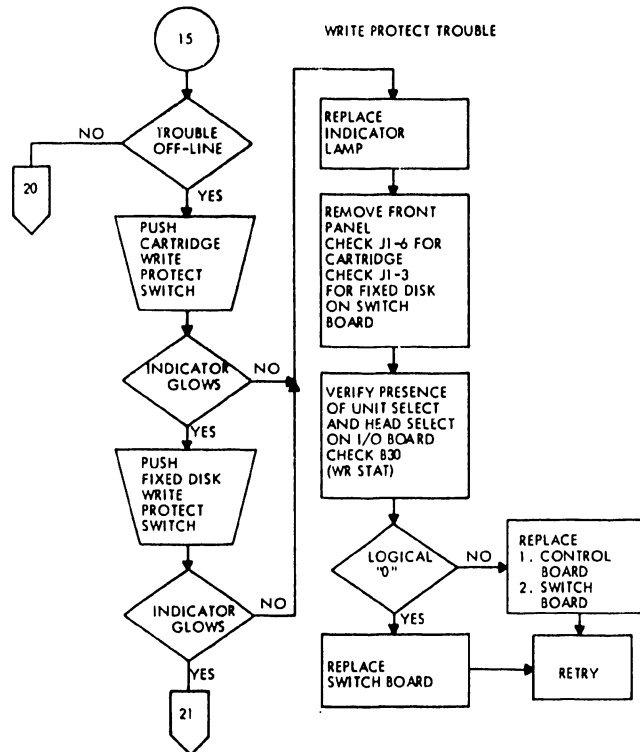 WRITE PROTECT TROUBLE
15
TROUBLE
OFF-LINE
NO
20
YES
PUSH
CARTRIDGE
WRITE
PROTECT
SWITCH
INDICATOR
GLOWS
NO
YES
PUSH
FIXED DISK
WRITE
PROTECT
SWITCH
INDICATOR
GLOWS
NO
YES
21
REPLACE
INDICATOR
LAMP
REMOVE FRONT
PANEL
CHECK J1-6 FOR
CARTRIDGE
CHECK J1-3
FOR FIXED DISK
ON SWITCH
BOARD
VERIFY PRESENCE
OF UNIT SELECT
AND HEAD SELECT
ON I/O BOARD
CHECK B30
(WR STAT)
LOGICAL
"0"
NO
REPLACE
1. CONTROL
BOARD
2. SWITCH
BOARD
YES
REPLACE
SWITCH BOARD
RETRY